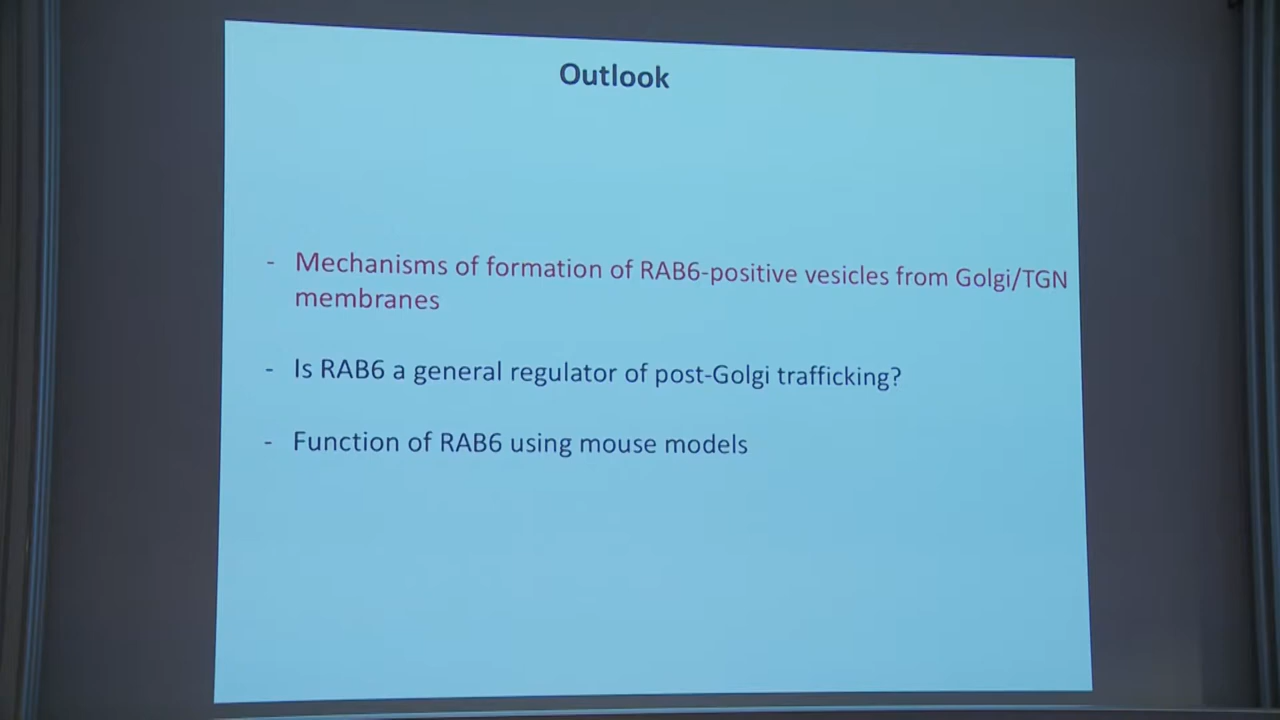 Outlook
- Mechanisms of formation of RAB6-positive vesicles from Golgi/TGN
membranes
- Is RAB6 a general regulator of post-Golgi trafficking?
- Function of RAB6 using mouse models